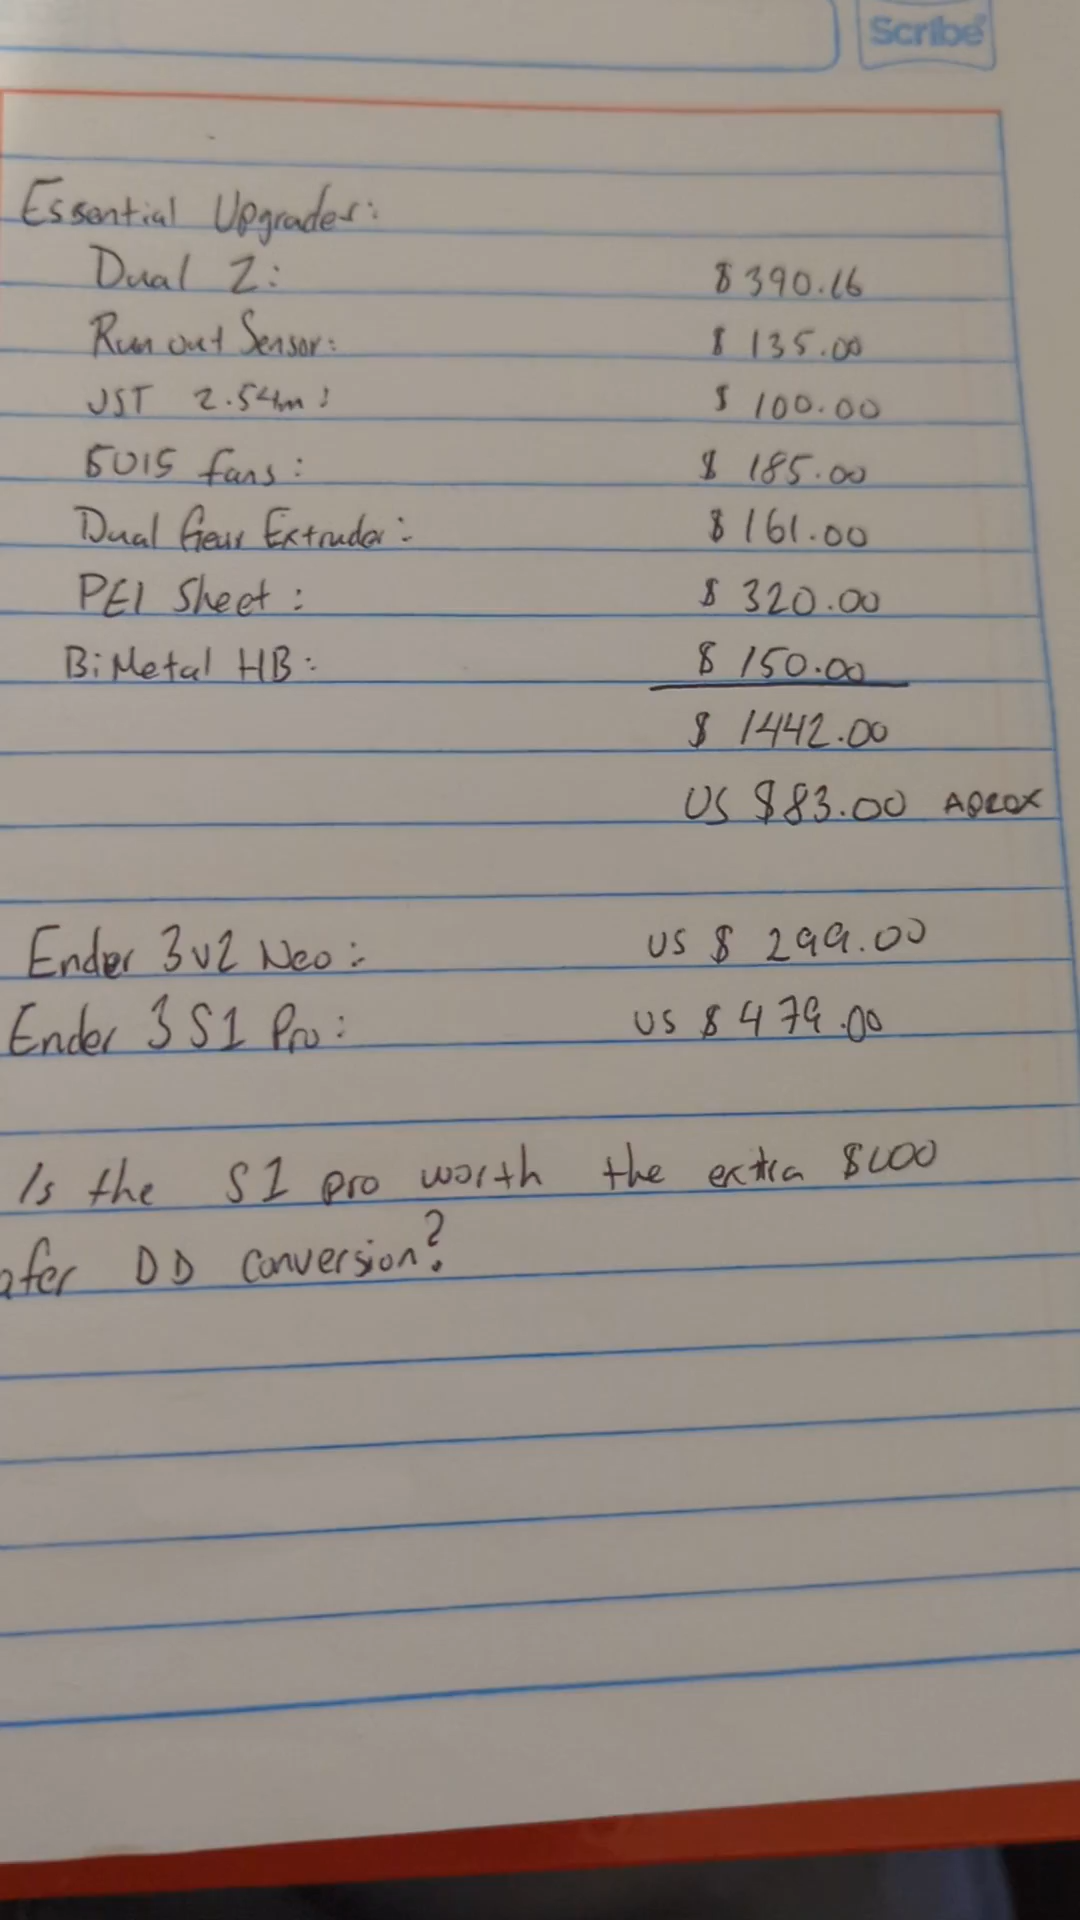 Scribe
Essential Upgrades:
Dual Z: $390.16
Run out Sensor: $ 135.00
JST 2.54m: $ 100.00
5015 fans: $ 185.00
Dual Gear Extruder: $161.00
PEI Sheet: $ 320.00
BiMetal HB: $ 150.00
$ 1442.00
US $83.00 APROX
Ender 3v2 Neo: US $ 299.00
Ender 3 S1 Pro: US $ 479.00
Is the S1 pro worth the extra $100
afer DD conversion?